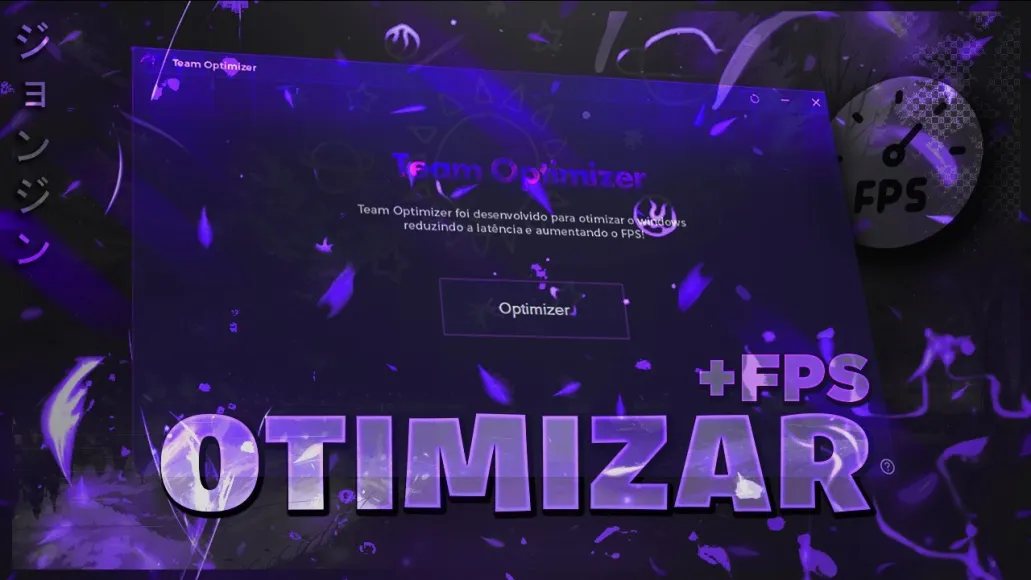 ジョンジン
Team Optimizer
Team Optimizer
Team Optimizer foi desenvolvido para otimizar o windows
reduzindo a latência e aumentando o FPS!
Optimizer
FPS
+FPS
OTIMIZAR
?